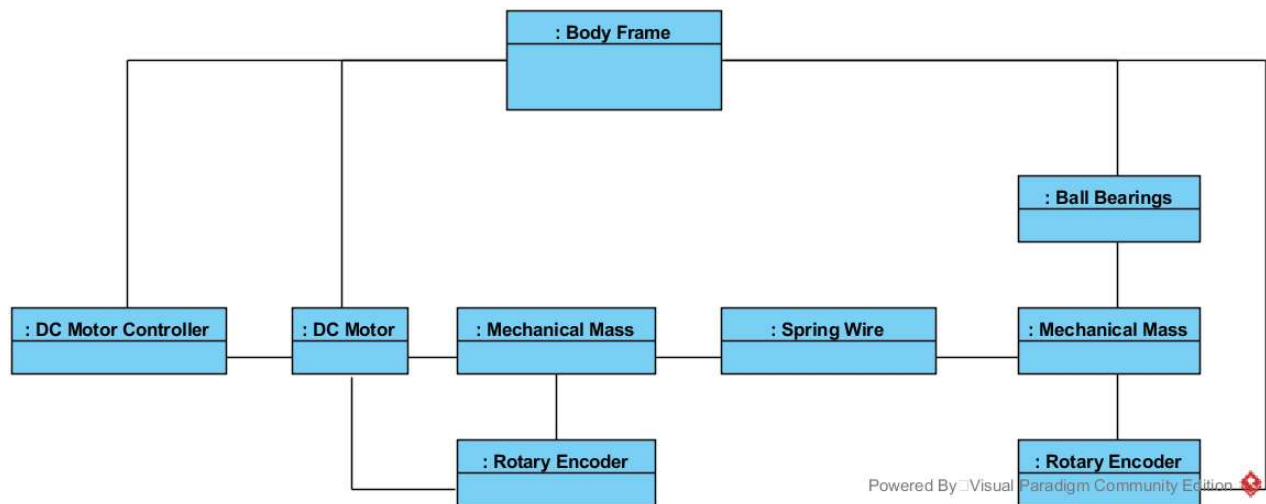 : Body Frame
: Ball Bearings
: DC Motor Controller
: DC Motor
: Mechanical Mass
: Spring Wire
: Mechanical Mass
: Rotary Encoder
: Rotary Encoder
Powered By□Visual Paradigm Community Edition